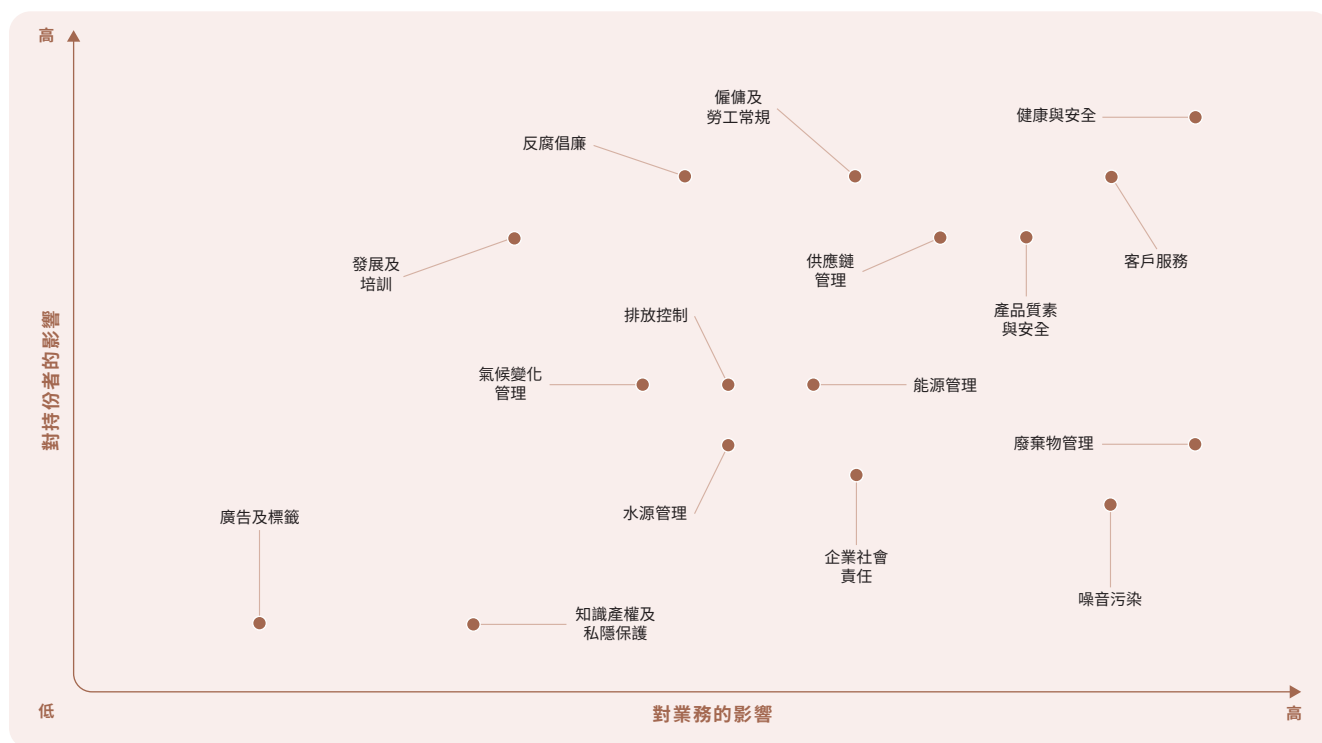 高
僱傭及
勞工常規
健康與安全
反腐倡廉
發展及
培訓
供應鏈
管理
客戶服務
產品質素
與安全
排放控制
氣候變化
管理
能源管理
對持份者的影響
廢棄物管理
水源管理
廣告及標籤
企業社會
責任
噪音污染
知識產權及
私隱保護
低
對業務的影響
高